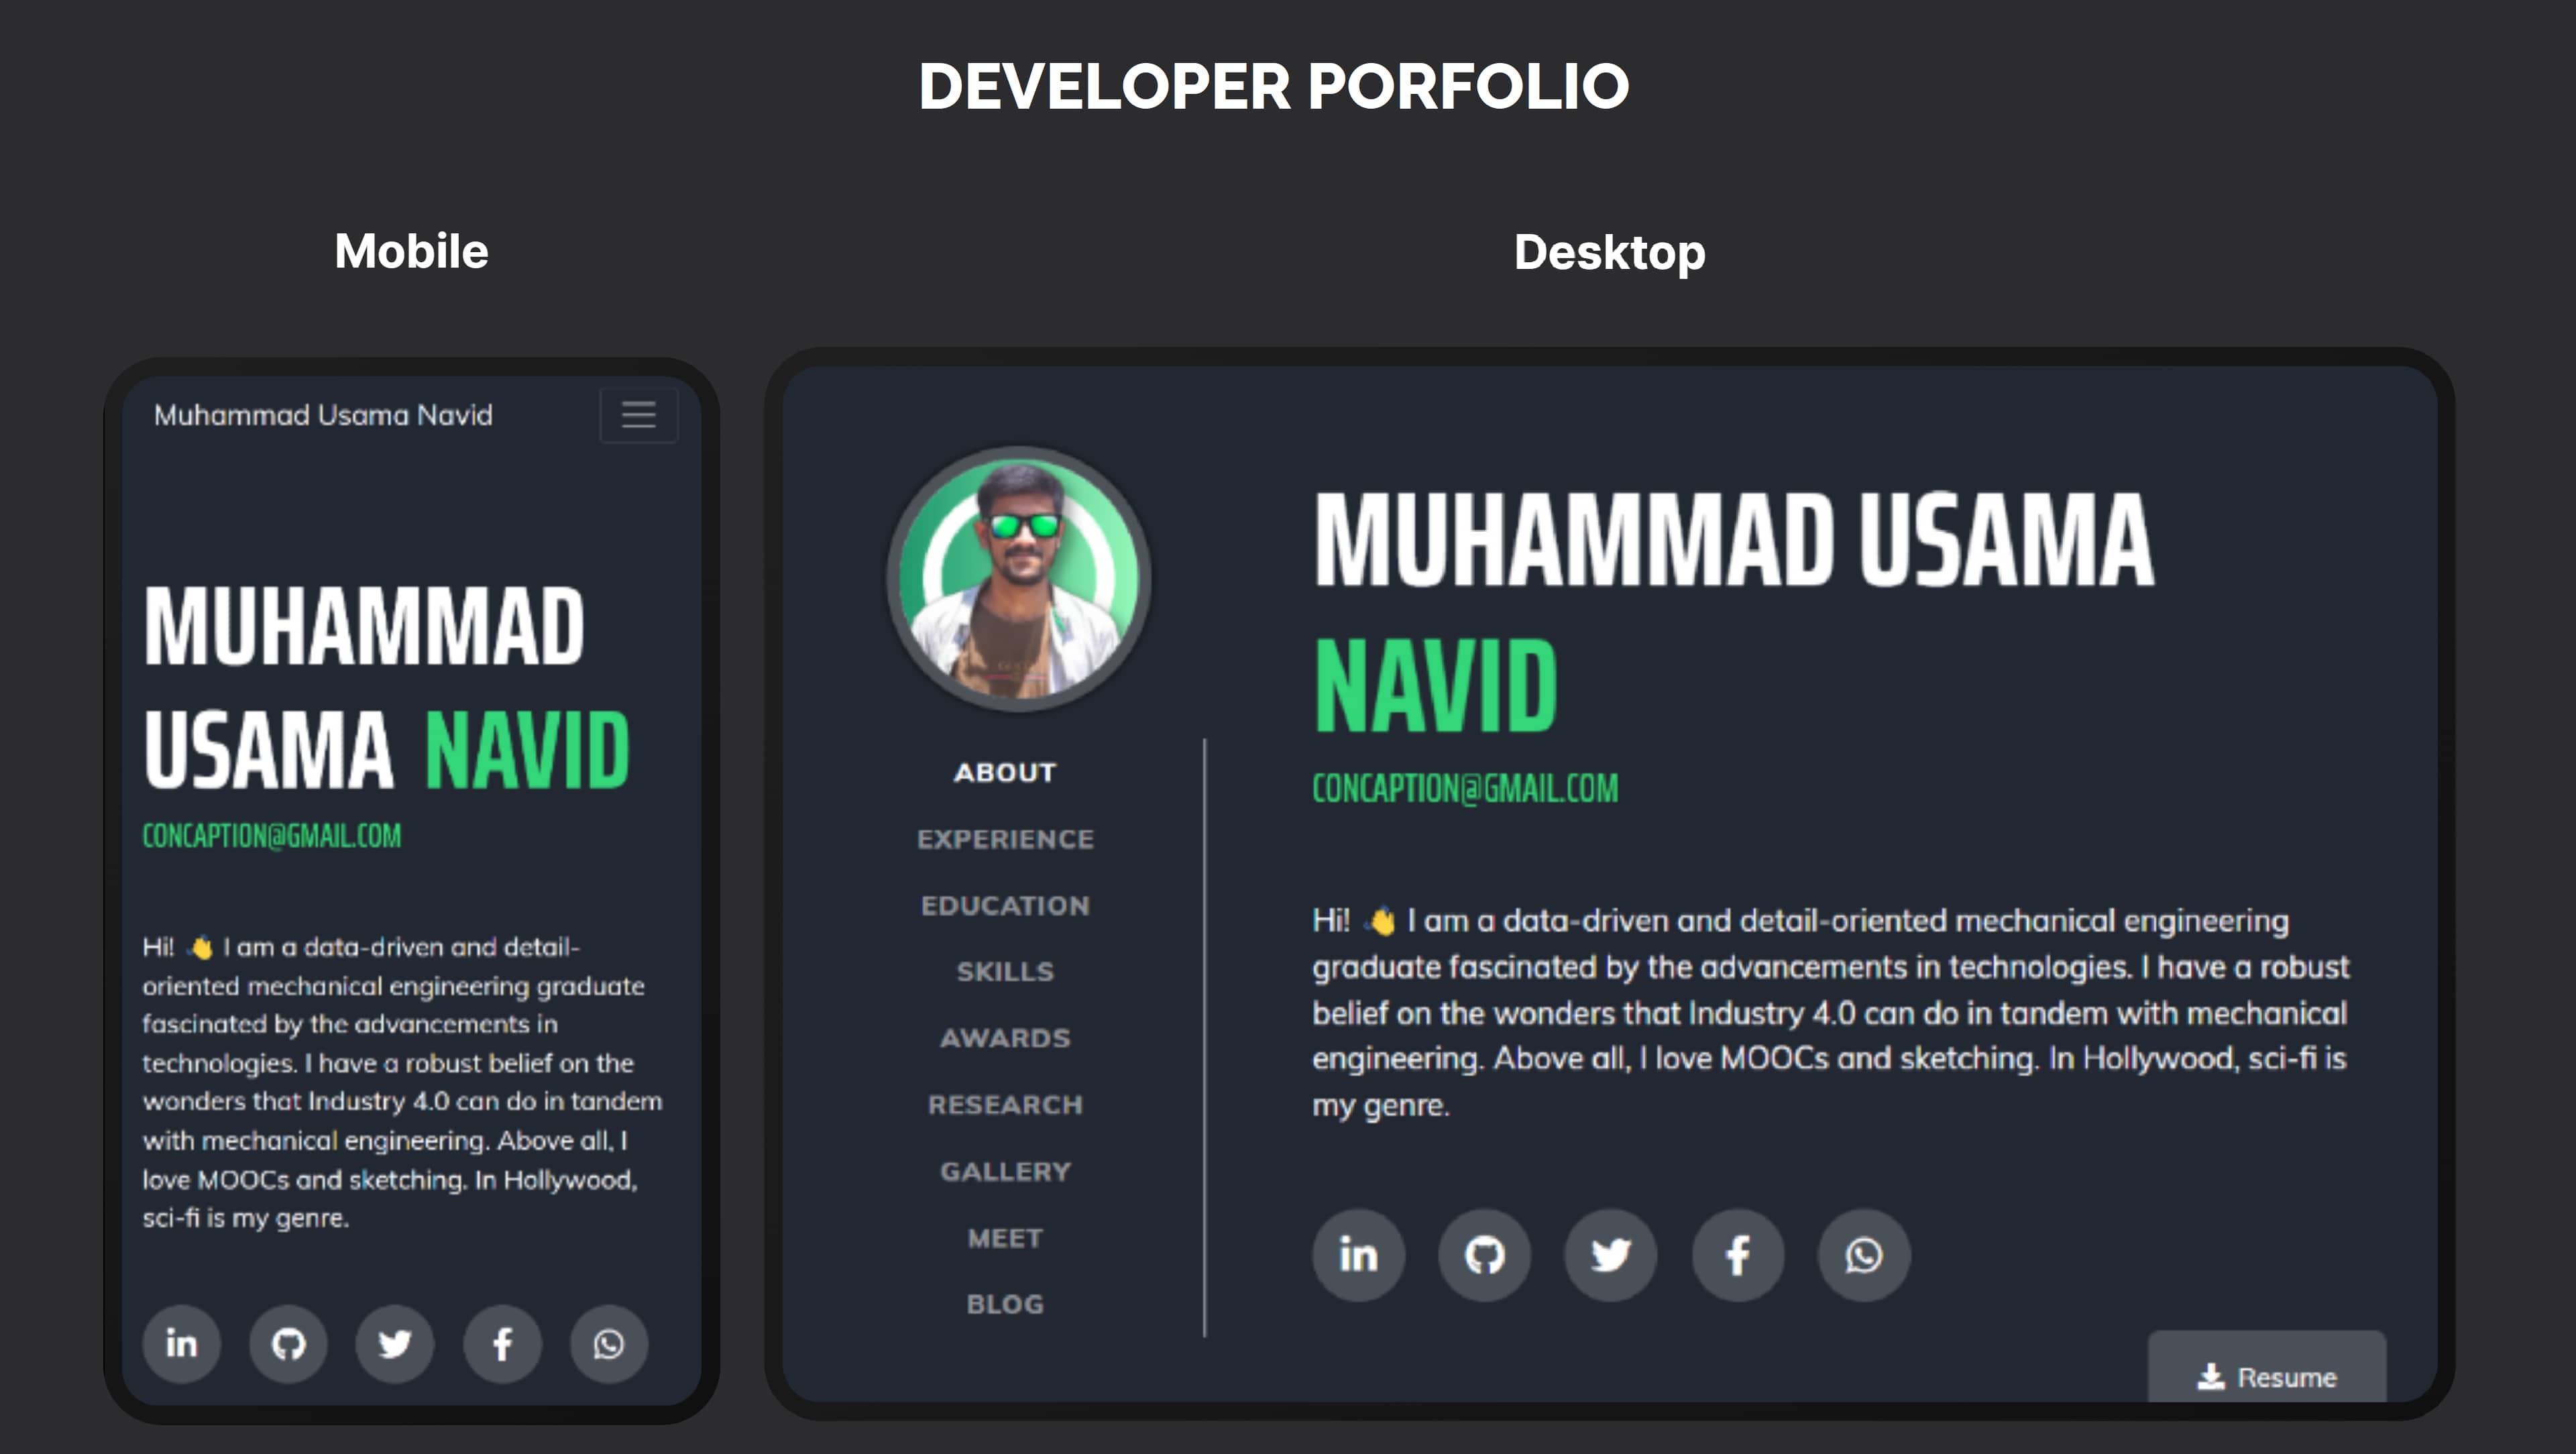 DEVELOPER PORFOLIO
Mobile
Muhammad Usama Navid
MUHAMMAD
USAMA NAVID
CONCAPTION@GMAIL.COM
Hi! 👋 I am a data-driven and detail-
oriented mechanical engineering graduate
fascinated by the advancements in
technologies. I have a robust belief on the
wonders that Industry 4.0 can do in tandem
with mechanical engineering. Above all, I
love MOOCs and sketching. In Hollywood,
sci-fi is my genre.
in
f
Desktop
ABOUT
EXPERIENCE
EDUCATION
SKILLS
AWARDS
RESEARCH
GALLERY
MEET
BLOG
MUHAMMAD USAMA
NAVID
CONCAPTION@GMAIL.COM
Hi! 👋 I am a data-driven and detail-oriented mechanical engineering
graduate fascinated by the advancements in technologies. I have a robust
belief on the wonders that Industry 4.0 can do in tandem with mechanical
engineering. Above all, I love MOOCs and sketching. In Hollywood, sci-fi is
my genre.
in
f
Resume